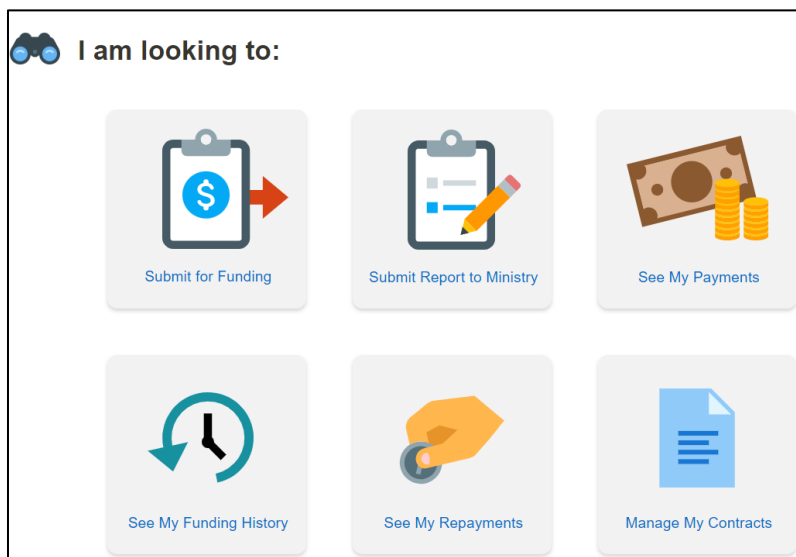 I am looking to:
Submit for Funding
Submit Report to Ministry
See My Payments
See My Funding History
See My Repayments
Manage My Contracts